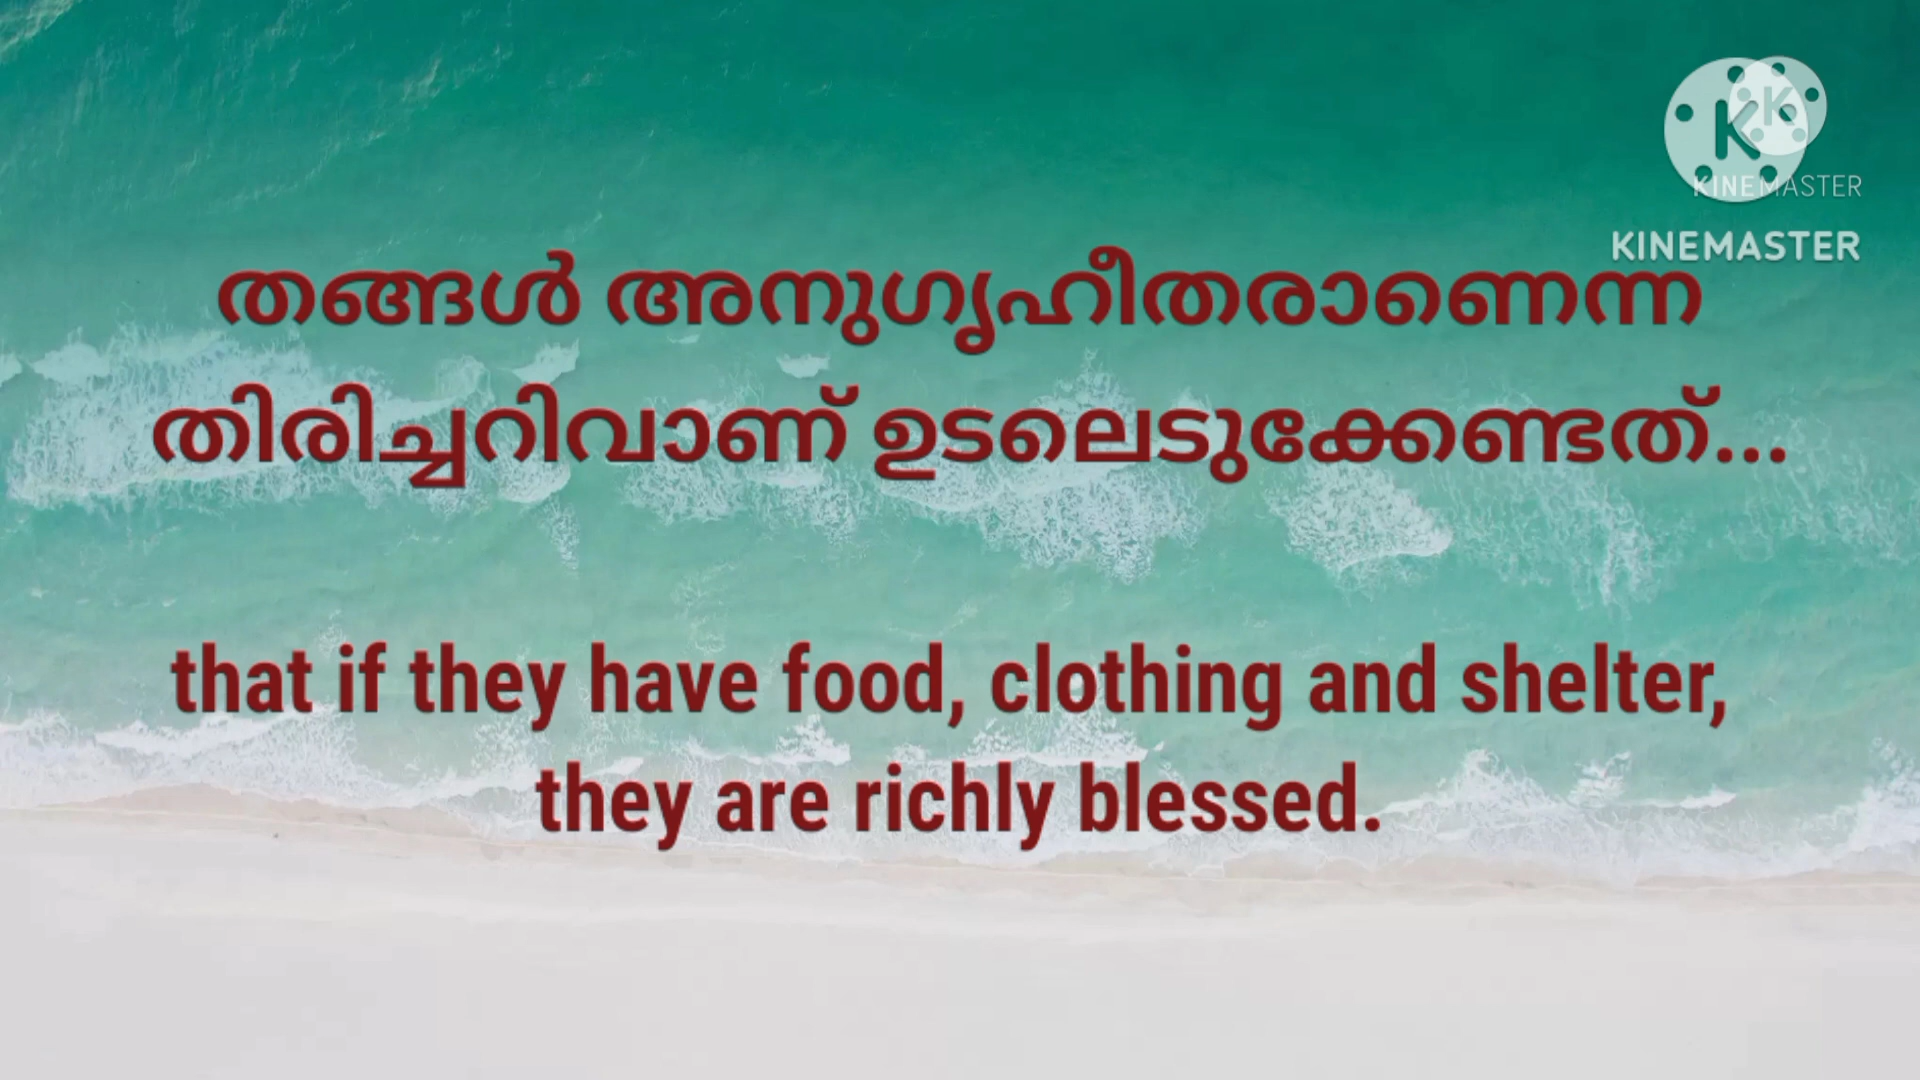 KINEMASTER
KINEMASTER
തങ്ങൾ അനുഗൃഹീതരാണെന്ന
തിരിച്ചറിവാണ് ഉടലെടുക്കേണ്ടത്...
that if they have food, clothing and shelter,
they are richly blessed.